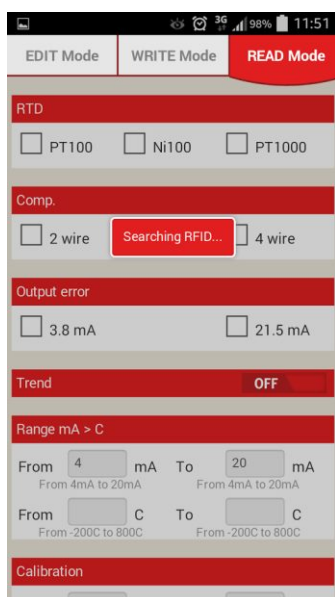 3G 98% 11:51
EDIT Mode WRITE Mode READ Mode
RTD
PT100 Ni100 PT1000
Comp.
2 wire Searching RFID... 4 wire
Output error
3.8 mA 21.5 mA
Trend OFF
Range mA > C
From 4 mA To 20 mA
From 4mA to 20mA From 4mA to 20mA
From C To C
From -200C to 800C From -200C to 800C
Calibration